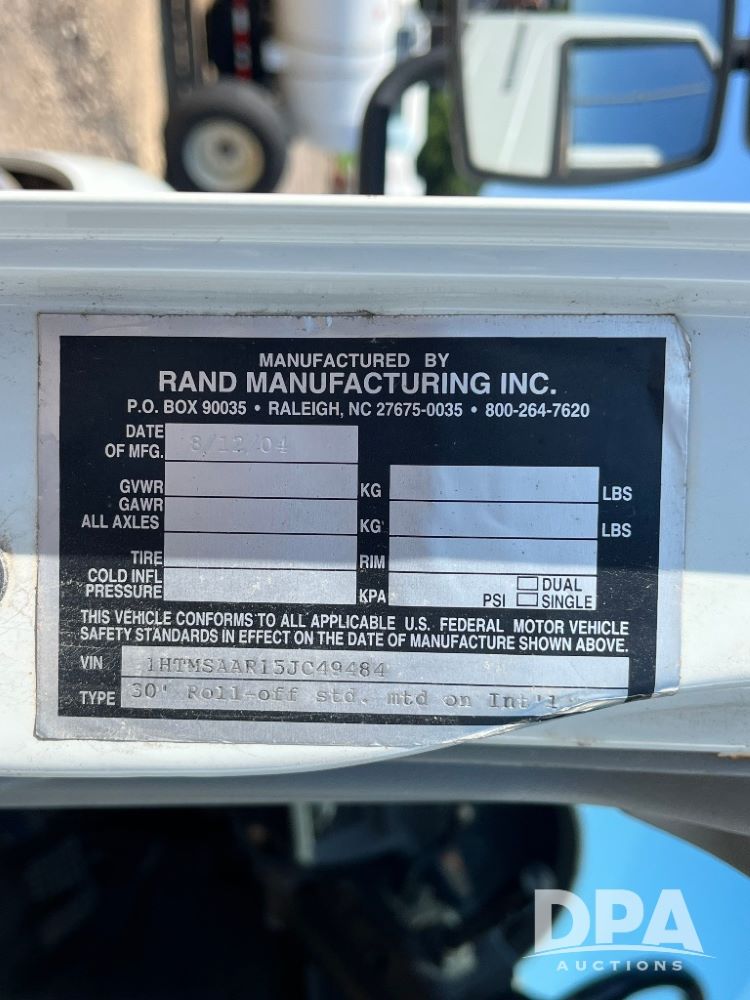 MANUFACTURED BY
RAND MANUFACTURING INC.
P.O. BOX 90035 • RALEIGH, NC 27675-0035 • 800-264-7620
DATE OF MFG. 8/12/04
GVWR KG LBS
GAWR ALL AXLES KG LBS
TIRE RIM
COLD INFL PRESSURE KPA PSI DUAL SINGLE
THIS VEHICLE CONFORMS TO ALL APPLICABLE U.S. FEDERAL MOTOR VEHICLE
SAFETY STANDARDS IN EFFECT ON THE DATE OF MANUFACTURE SHOWN ABOVE.
VIN 1HTMSAAR15JC49484
TYPE 30' Roll-off std. mtd on Int'l
DPA
AUCTIONS